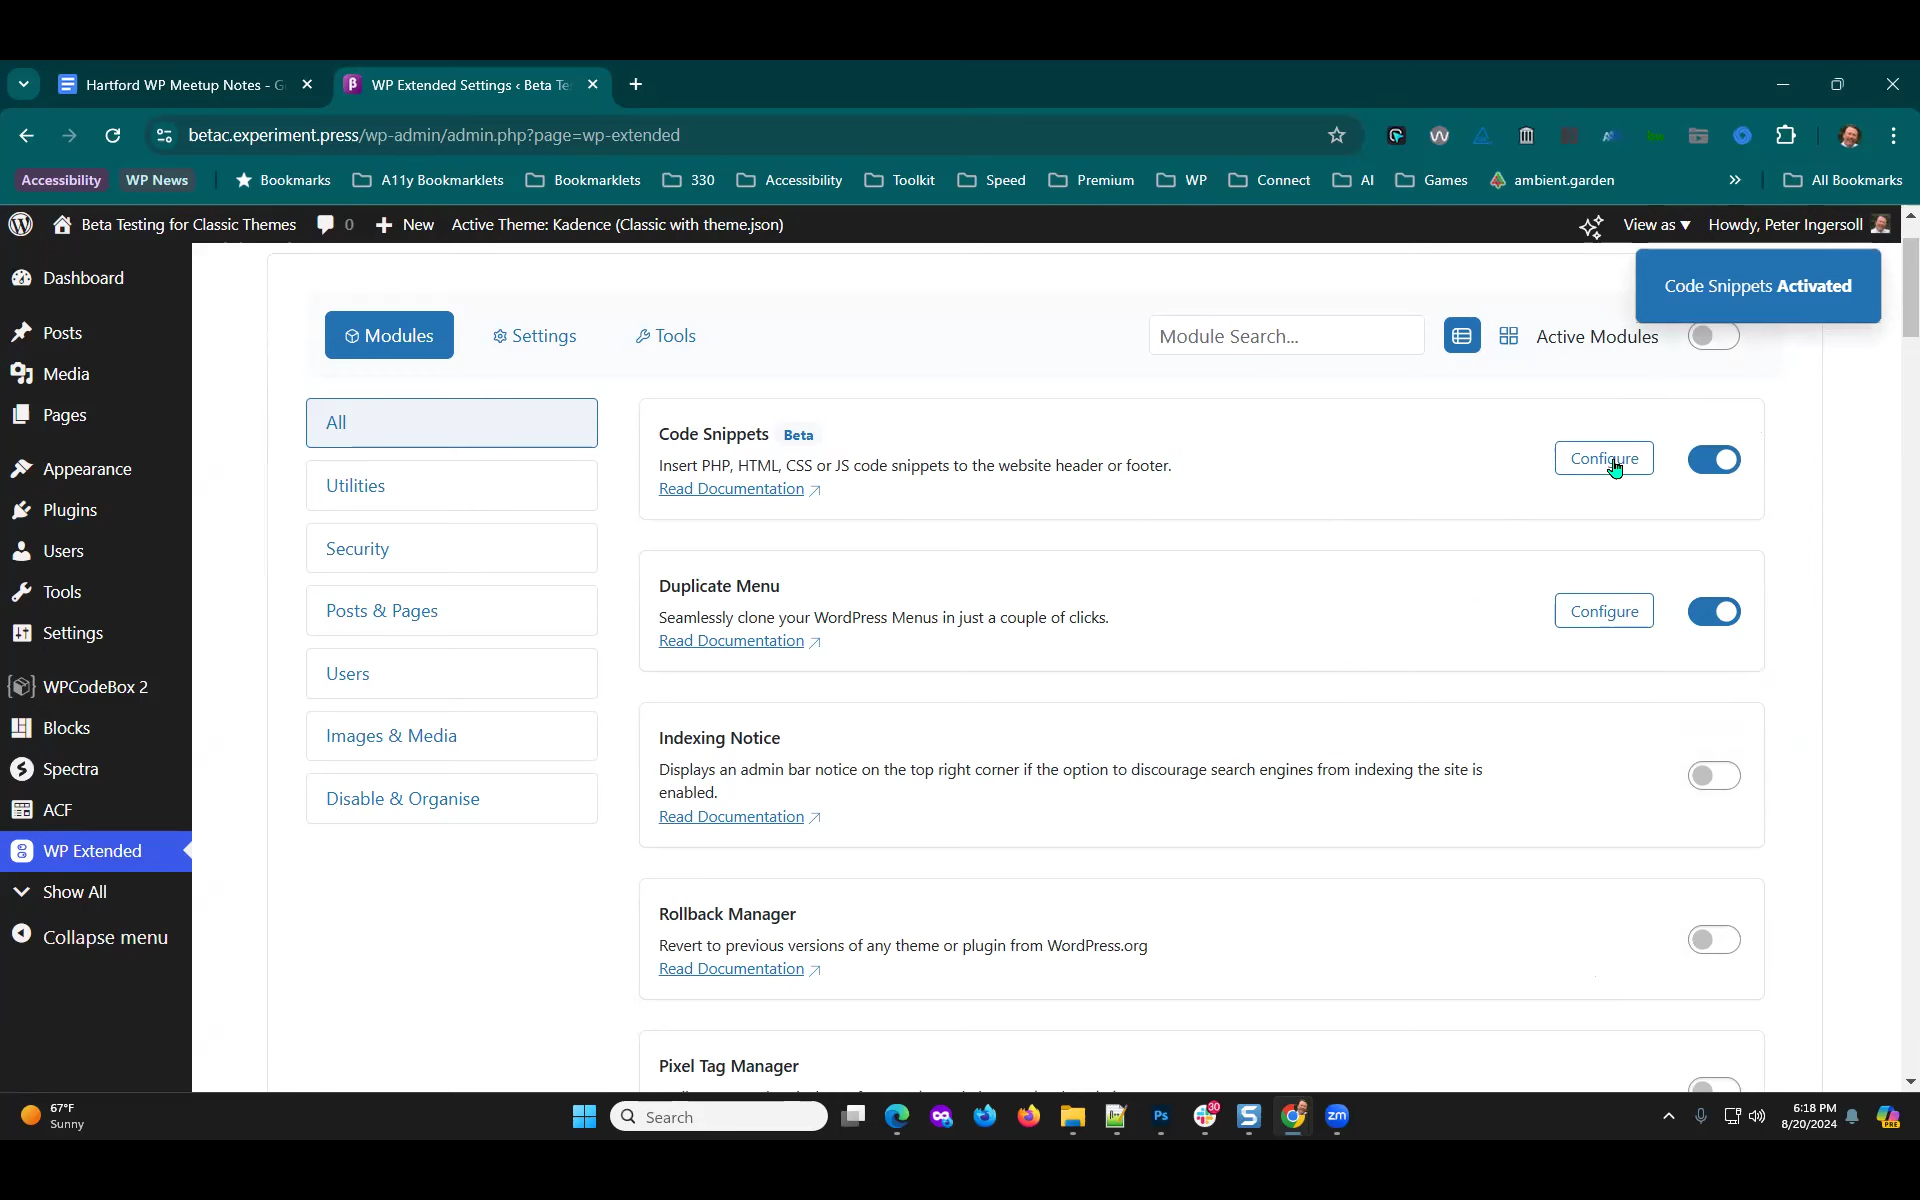 Hartford WP Meetup Notes - G
WP Extended Settings ‹ Beta Te
betac.experiment.press/wp-admin/admin.php?page=wp-extended
Accessibility
WP News
Bookmarks
A11y Bookmarklets
Bookmarklets
330
Accessibility
Toolkit
Speed
Premium
WP
Connect
AI
Games
ambient.garden
»
All Bookmarks
Beta Testing for Classic Themes
0
New
Active Theme: Kadence (Classic with theme.json)
View as ▼
Howdy, Peter Ingersoll
Code Snippets Activated
Dashboard
Posts
Media
Pages
Appearance
Plugins
Users
Tools
Settings
WPCodeBox 2
Blocks
Spectra
ACF
WP Extended
Show All
Collapse menu
Modules
Settings
Tools
Module Search...
Active Modules
All
Utilities
Security
Posts & Pages
Users
Images & Media
Disable & Organise
Code Snippets Beta
Insert PHP, HTML, CSS or JS code snippets to the website header or footer.
Read Documentation
Configure
Duplicate Menu
Seamlessly clone your WordPress Menus in just a couple of clicks.
Read Documentation
Configure
Indexing Notice
Displays an admin bar notice on the top right corner if the option to discourage search engines from indexing the site is
enabled.
Read Documentation
Rollback Manager
Revert to previous versions of any theme or plugin from WordPress.org
Read Documentation
Pixel Tag Manager
67°F
Sunny
Search
Ps
30
S
zm
6:18 PM
8/20/2024
PRE